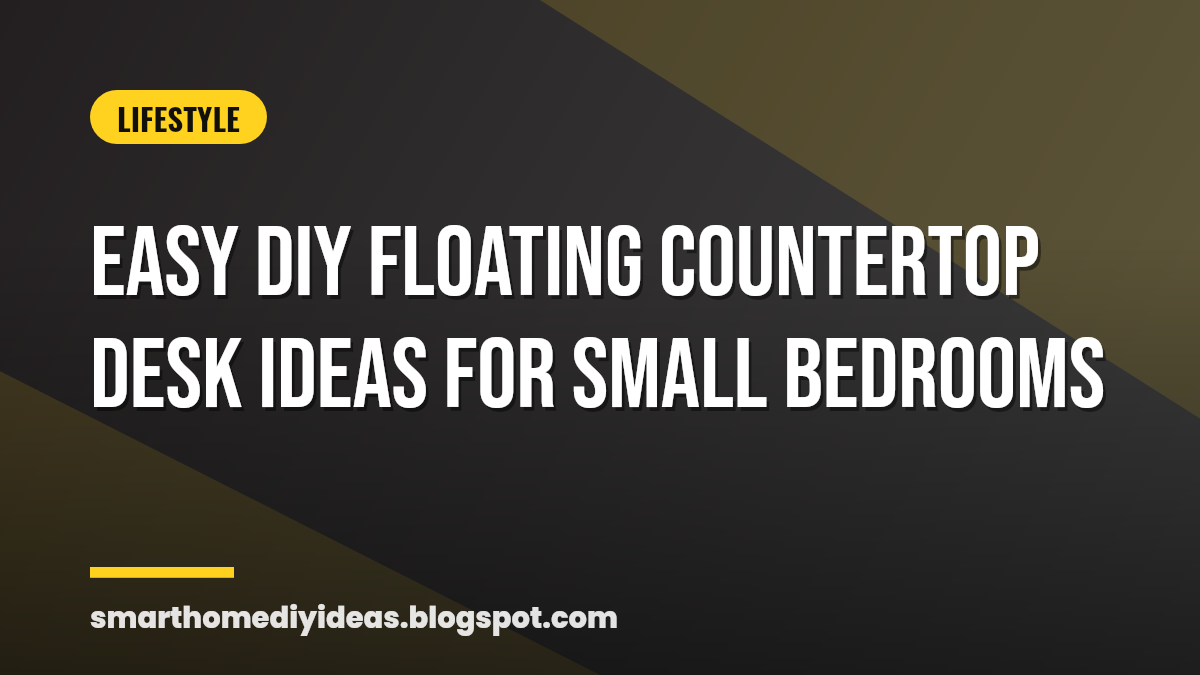 LIFESTYLE
EASY DIY FLOATING COUNTERTOP
DESK IDEAS FOR SMALL BEDROOMS
smarthomediyideas.blogspot.com